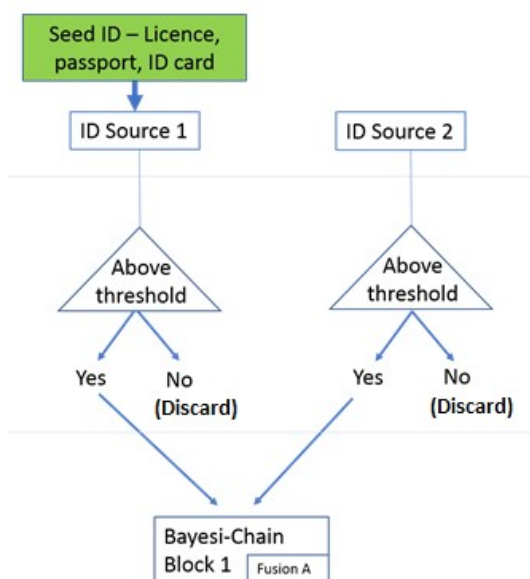 Seed ID – Licence,
passport, ID card
ID Source 1
ID Source 2
Above
threshold
Above
threshold
Yes
No
(Discard)
Yes
No
(Discard)
Bayesi-Chain
Block 1
Fusion A